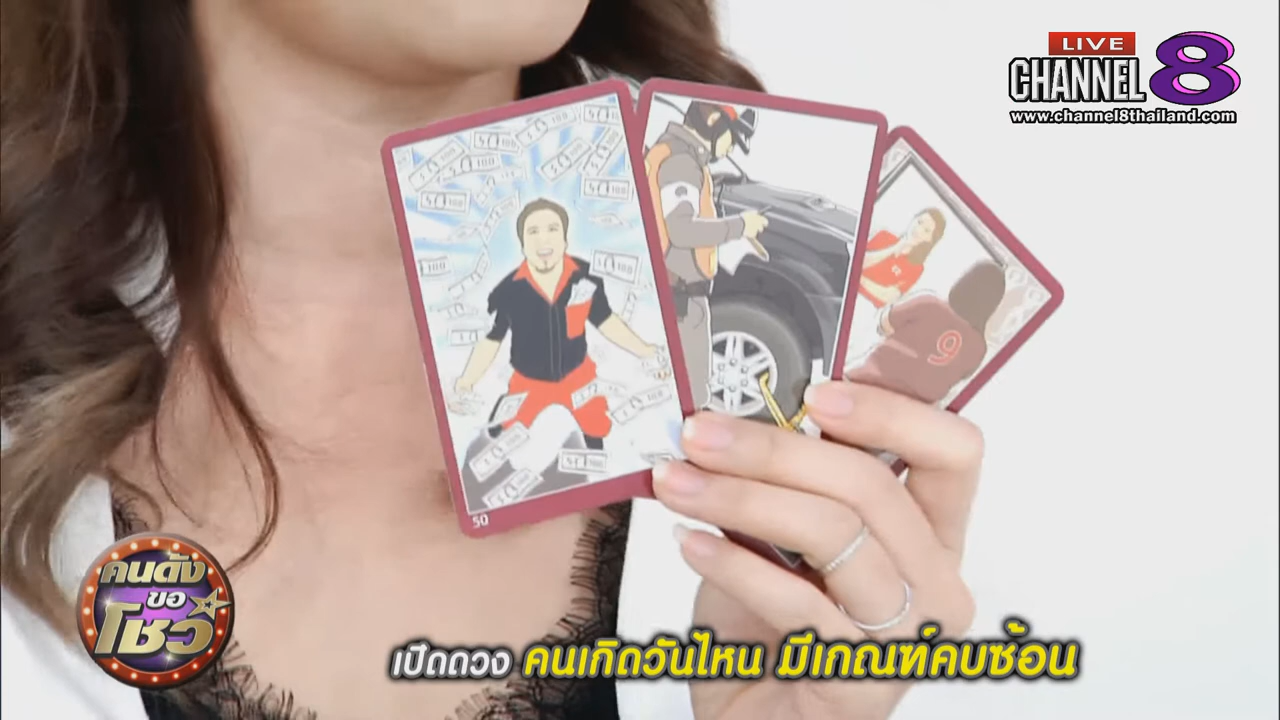 LIVE
CHANNEL 8
www.channel8thailand.com
50
9
คนดัง
ขอ
โชว์
เปิดดวง คนเกิดวันไหน มีเกณฑ์คบซ้อน